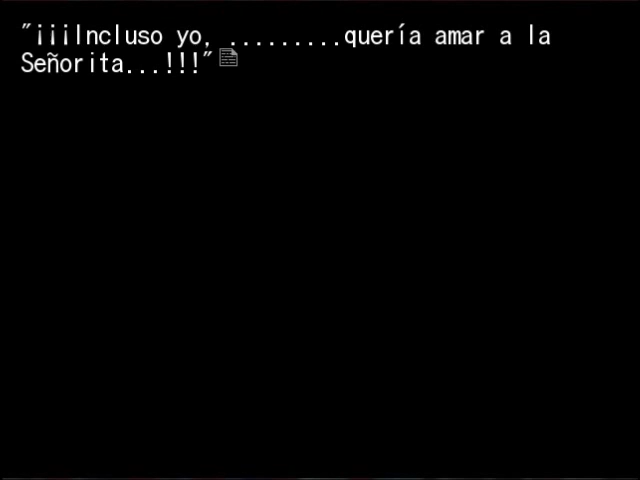 "¡¡¡Incluso yo, .........quería amar a la
Señorita...!!!"